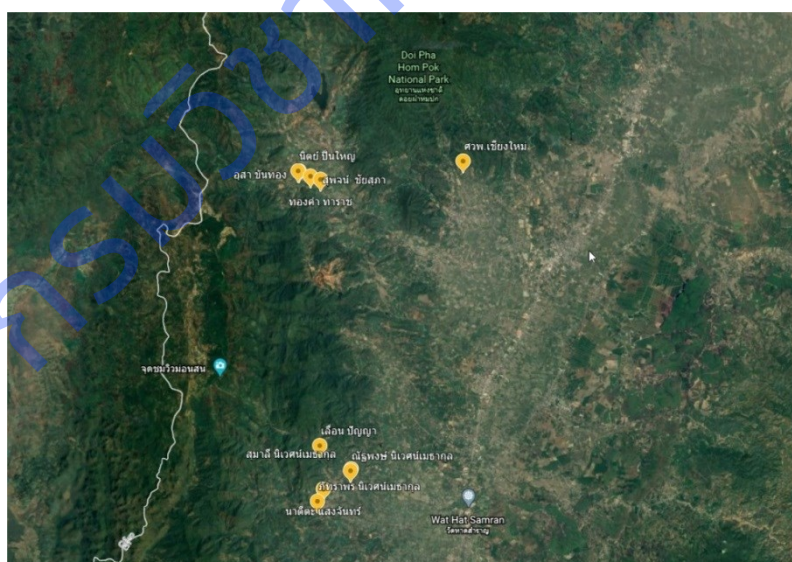 Doi Pha
Hom Pok
National Park
อุทยานแห่งชาติ
ดอยผ้าห่มปก
นิตย์ ปินใหญ่
ศวพ.เชียงใหม่
อุสา ขันทอง
สุพจน์ ชัยสุภา
ทองคำ ทาราช
จุดชมวิวม่อนสน
เลื่อน ปัญญา
สุมาลี นิเวศน์เมธากุล
ณัฐพงษ์ นิเวศน์เมธากุล
ภัทราพร นิเวศน์เมธากุล
นาดีตะ แสงจันทร์
Wat Hat Samran
วัดหาดสำราญ
กรมวิชา